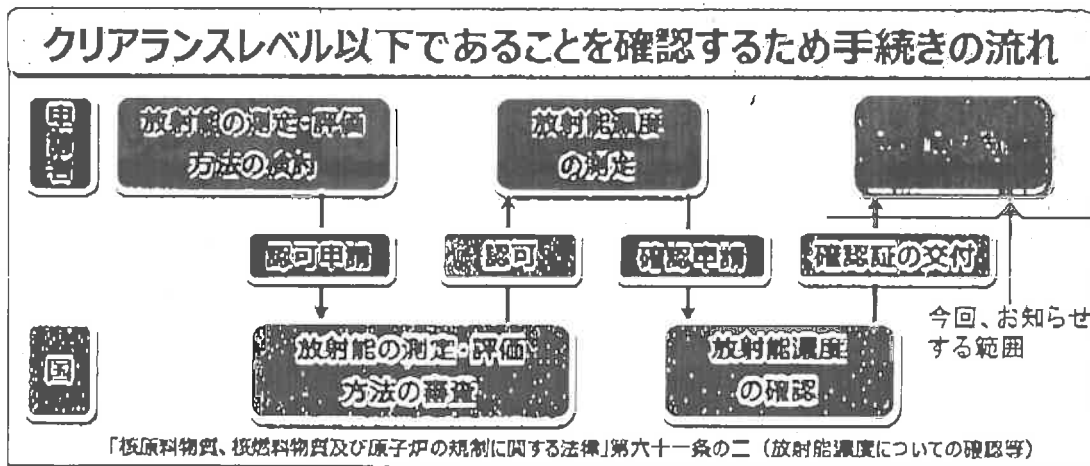 クリアランスレベル以下であることを確認するため手続きの流れ
放射能の測定・評価
方法の検討
放射能濃度
の測定
認可申請
認可
確認申請
確認証の交付
国
放射能の測定・評価
方法の審査
放射能濃度
の確認
今回、お知らせ
する範囲
「核原料物質、核燃料物質及び原子炉の規制に関する法律」第六十一条の二（放射能濃度についての確認等）